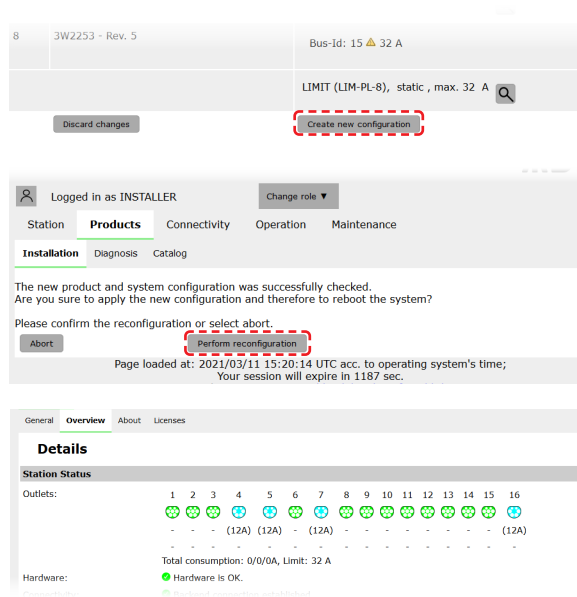 8 3W2253 - Rev. 5 Bus-Id: 15 32 A
LIMIT (LIM-PL-8), static , max. 32 A
Discard changes Create new configuration
Logged in as INSTALLER Change role ▼
Station Products Connectivity Operation Maintenance
Installation Diagnosis Catalog
The new product and system configuration was successfully checked.
Are you sure to apply the new configuration and therefore to reboot the system?
Please confirm the reconfiguration or select abort.
Abort Perform reconfiguration
Page loaded at: 2021/03/11 15:20:14 UTC acc. to operating system's time;
Your session will expire in 1187 sec.
General Overview About Licenses
Details
Station Status
Outlets: 1 2 3 4 5 6 7 8 9 10 11 12 13 14 15 16
- - - (12A) (12A) - (12A) - - - - - - - - (12A)
- - - - - - - - - - - - - - - -
Total consumption: 0/0/0A, Limit: 32 A
Hardware: Hardware is OK.
Connectivity: Backend connection established